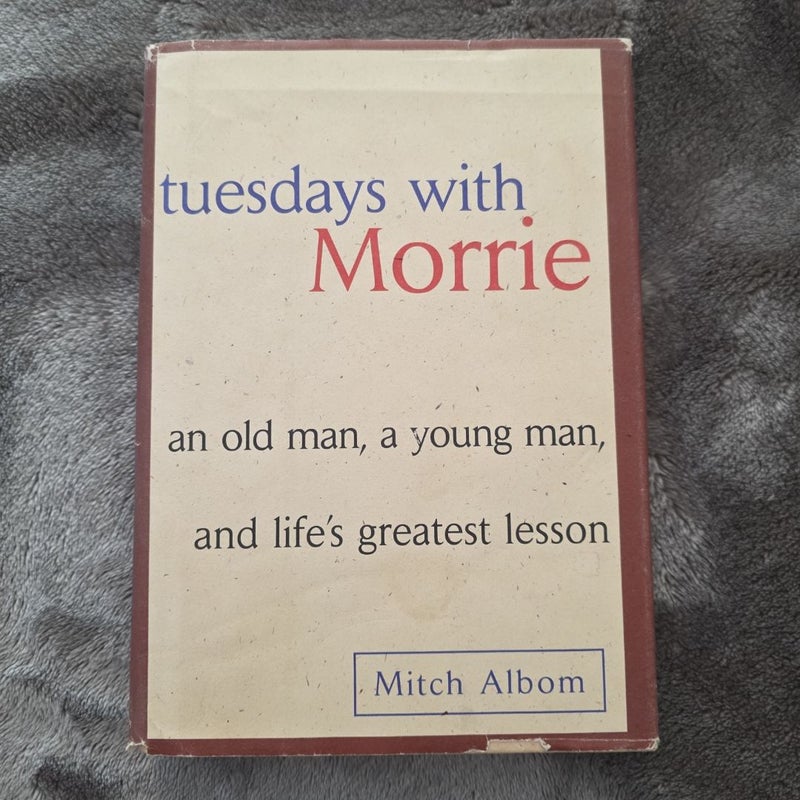 tuesdays with
Morrie
an old man, a young man,
and life's greatest lesson
Mitch Albom